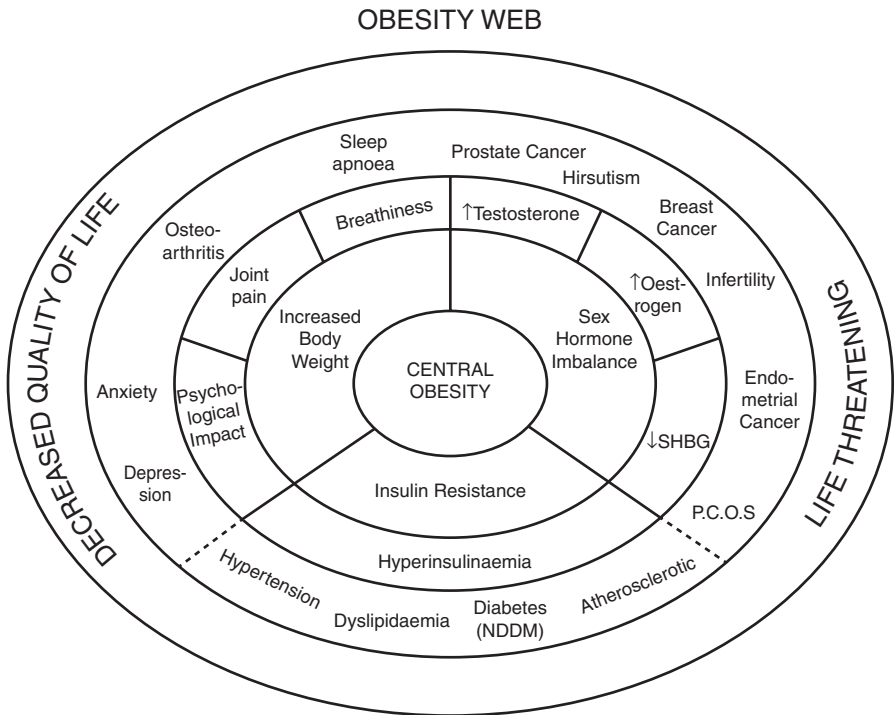 OBESITY WEB
DECREASED QUALITY OF LIFE
LIFE THREATENING
Sleep
apnoea
Prostate Cancer
Hirsutism
Breast
Cancer
Infertility
Endo-
metrial
Cancer
P.C.O.S
Osteo-
arthritis
Anxiety
Depres-
sion
Hypertension
Dyslipidaemia
Diabetes
(NDDM)
Atherosclerotic
Breathiness
↑Testosterone
↑Oest-
rogen
↓SHBG
Joint
pain
Psycho-
logical
Impact
Hyperinsulinaemia
Increased
Body
Weight
Sex
Hormone
Imbalance
Insulin Resistance
CENTRAL
OBESITY